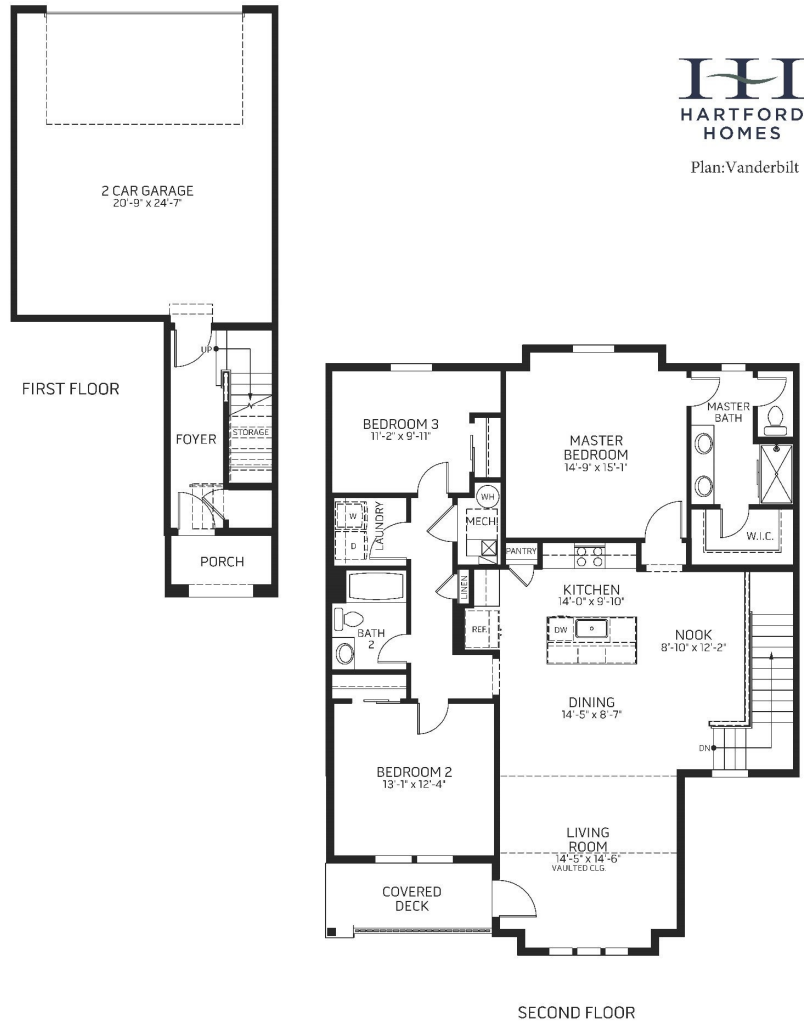 HARTFORD
HOMES
Plan:Vanderbilt
2 CAR GARAGE
20'-9" x 24'-7"
UP
FIRST FLOOR
FOYER
STORAGE
PORCH
BEDROOM 3
11'-2" x 9'-11"
MASTER
BEDROOM
14'-9" x 15'-1"
MASTER
BATH
W
D
LAUNDRY
WH
MECH
W.I.C.
PANTRY
LINEN
KITCHEN
14'-0" x 9'-10"
REF.
DW
BATH
2
NOOK
8'-10" x 12'-2"
DINING
14'-5" x 8'-7"
DN
BEDROOM 2
13'-1" x 12'-4"
LIVING
ROOM
14'-5" x 14'-6"
VAULTED CLG.
COVERED
DECK
SECOND FLOOR